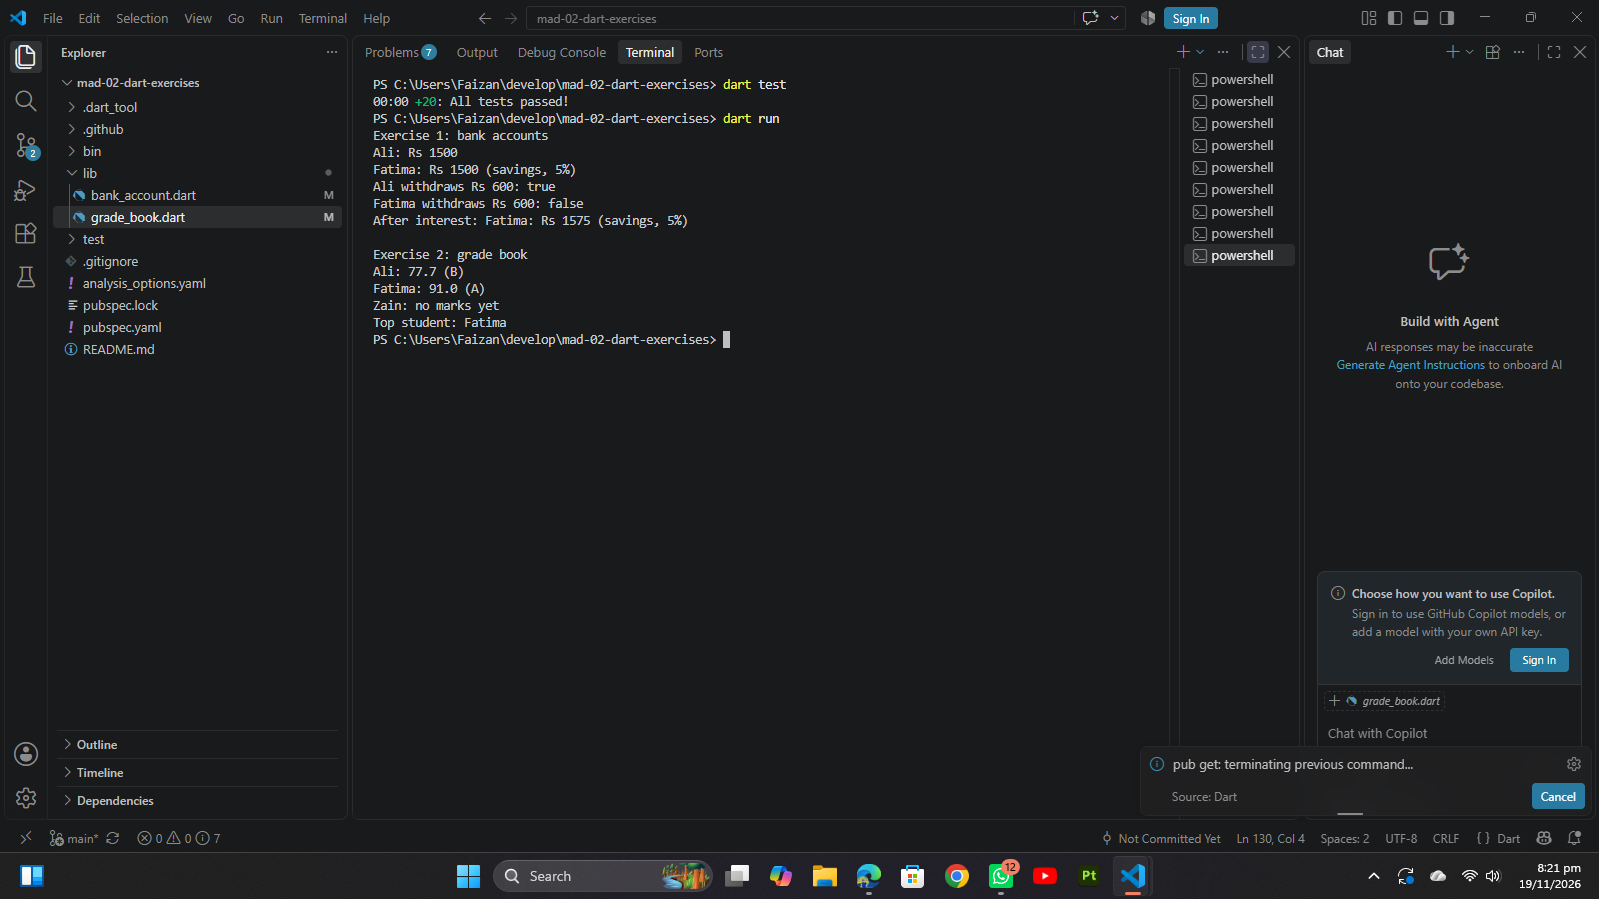 File Edit Selection View Go Run Terminal Help
mad-02-dart-exercises
Sign In
Explorer
mad-02-dart-exercises
.dart_tool
.github
bin
lib
bank_account.dart M
grade_book.dart M
test
.gitignore
! analysis_options.yaml
pubspec.lock
! pubspec.yaml
README.md
2
Outline
Timeline
Dependencies
Problems 7 Output Debug Console Terminal Ports
PS C:\Users\Faizan\develop\mad-02-dart-exercises> dart test
00:00 +20: All tests passed!
PS C:\Users\Faizan\develop\mad-02-dart-exercises> dart run
Exercise 1: bank accounts
Ali: Rs 1500
Fatima: Rs 1500 (savings, 5%)
Ali withdraws Rs 600: true
Fatima withdraws Rs 600: false
After interest: Fatima: Rs 1575 (savings, 5%)
Exercise 2: grade book
Ali: 77.7 (B)
Fatima: 91.0 (A)
Zain: no marks yet
Top student: Fatima
PS C:\Users\Faizan\develop\mad-02-dart-exercises>
powershell
powershell
powershell
powershell
powershell
powershell
powershell
powershell
powershell
Chat
Build with Agent
AI responses may be inaccurate
Generate Agent Instructions to onboard AI
onto your codebase.
Choose how you want to use Copilot.
Sign in to use GitHub Copilot models, or
add a model with your own API key.
Add Models Sign In
grade_book.dart
Chat with Copilot
pub get: terminating previous command...
Source: Dart Cancel
main* 0 0 7
Not Committed Yet Ln 130, Col 4 Spaces: 2 UTF-8 CRLF { } Dart
Search
12
Pt
8:21 pm
19/11/2026